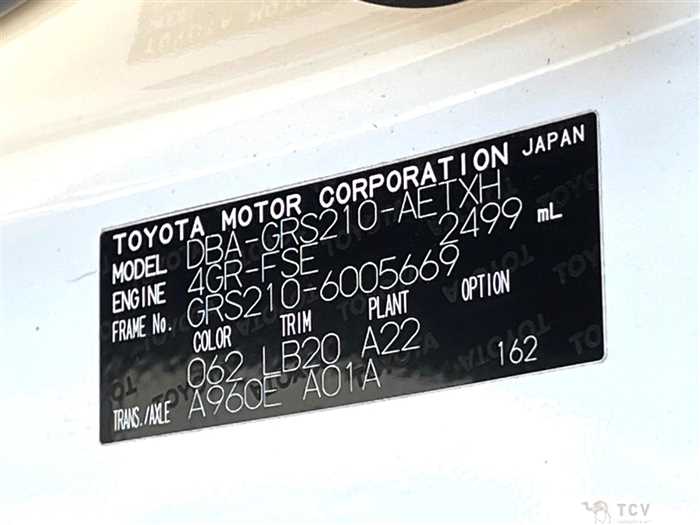 TOYOTA MOTOR CORPORATION JAPAN
MODEL DBA-GRS210-AETXH
ENGINE 4GR-FSE 2499 mL
FRAME No. GRS210-6005669
COLOR TRIM PLANT OPTION
062 LB20 A22
TRANS./AXLE A960E A01A 162
TCV